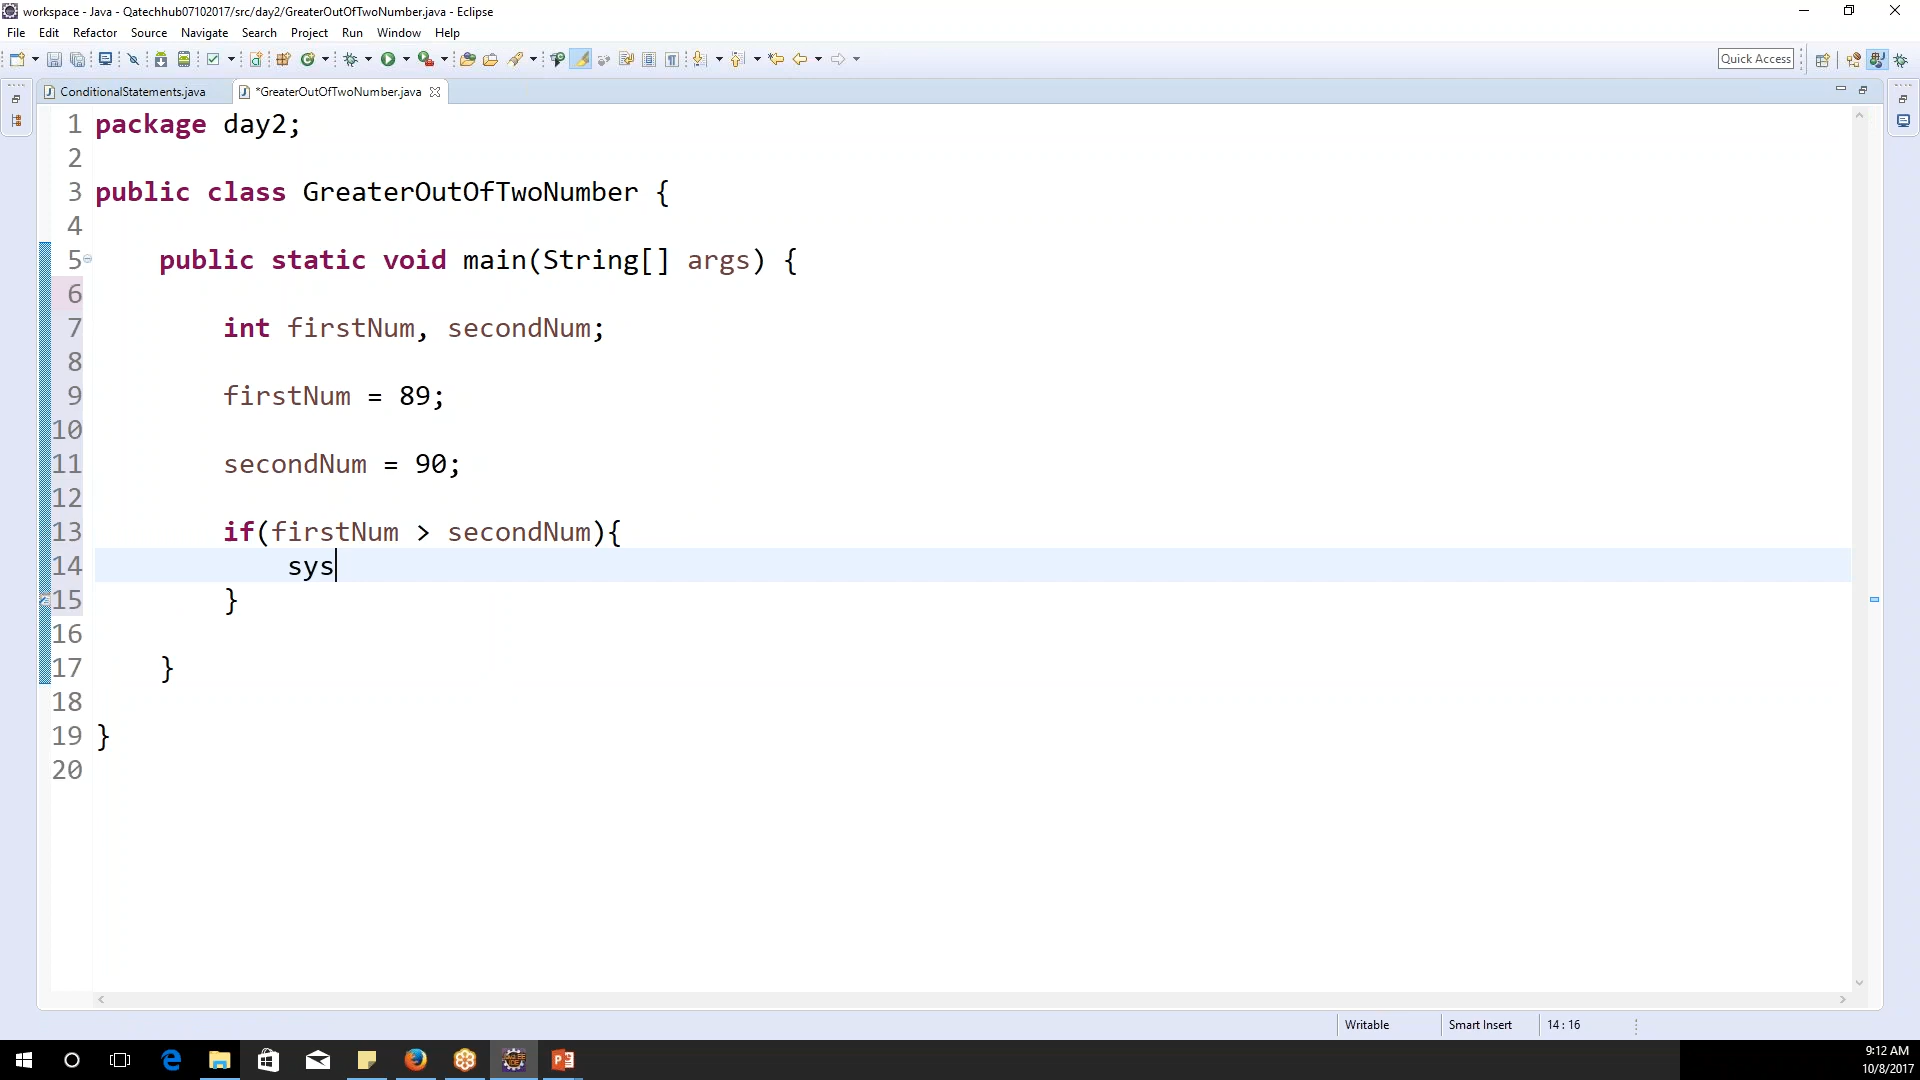 workspace - Java - Qatechhub07102017/src/day2/GreaterOutOfTwoNumber.java - Eclipse
File Edit Refactor Source Navigate Search Project Run Window Help
Quick Access
ConditionalStatements.java *GreaterOutOfTwoNumber.java
1 package day2;
2
3 public class GreaterOutOfTwoNumber {
4
5 public static void main(String[] args) {
6
7 int firstNum, secondNum;
8
9 firstNum = 89;
10
11 secondNum = 90;
12
13 if(firstNum > secondNum){
14 sys
15 }
16
17 }
18
19 }
20
Writable Smart Insert 14 : 16
9:12 AM
10/8/2017